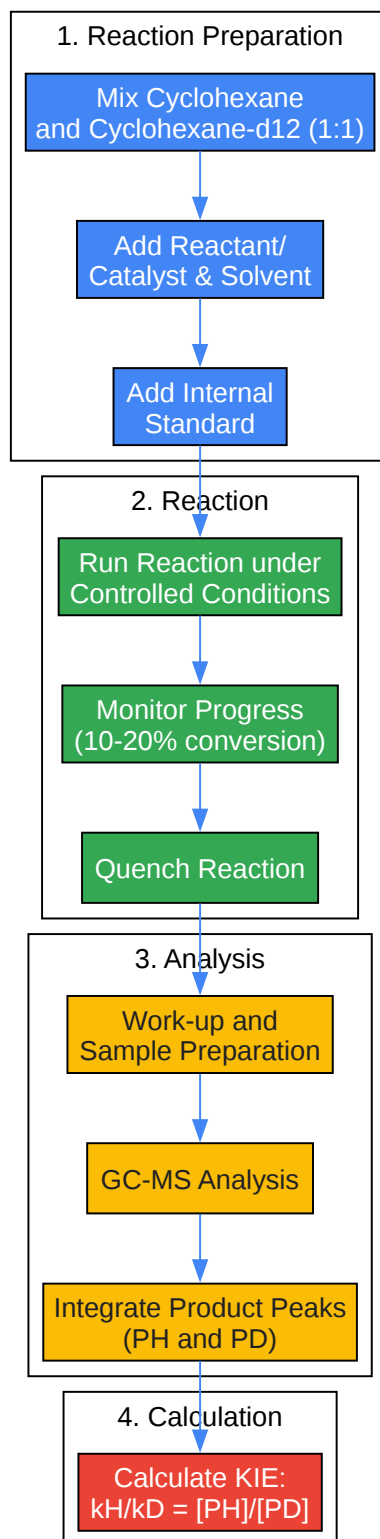 1. Reaction Preparation
Mix Cyclohexane
and Cyclohexane-d12 (1:1)
Add Reactant/
Catalyst & Solvent
Add Internal
Standard
2. Reaction
Run Reaction under
Controlled Conditions
Monitor Progress
(10-20% conversion)
Quench Reaction
3. Analysis
Work-up and
Sample Preparation
GC-MS Analysis
Integrate Product Peaks
(PH and PD)
4. Calculation
Calculate KIE:
kH/kD = [PH]/[PD]